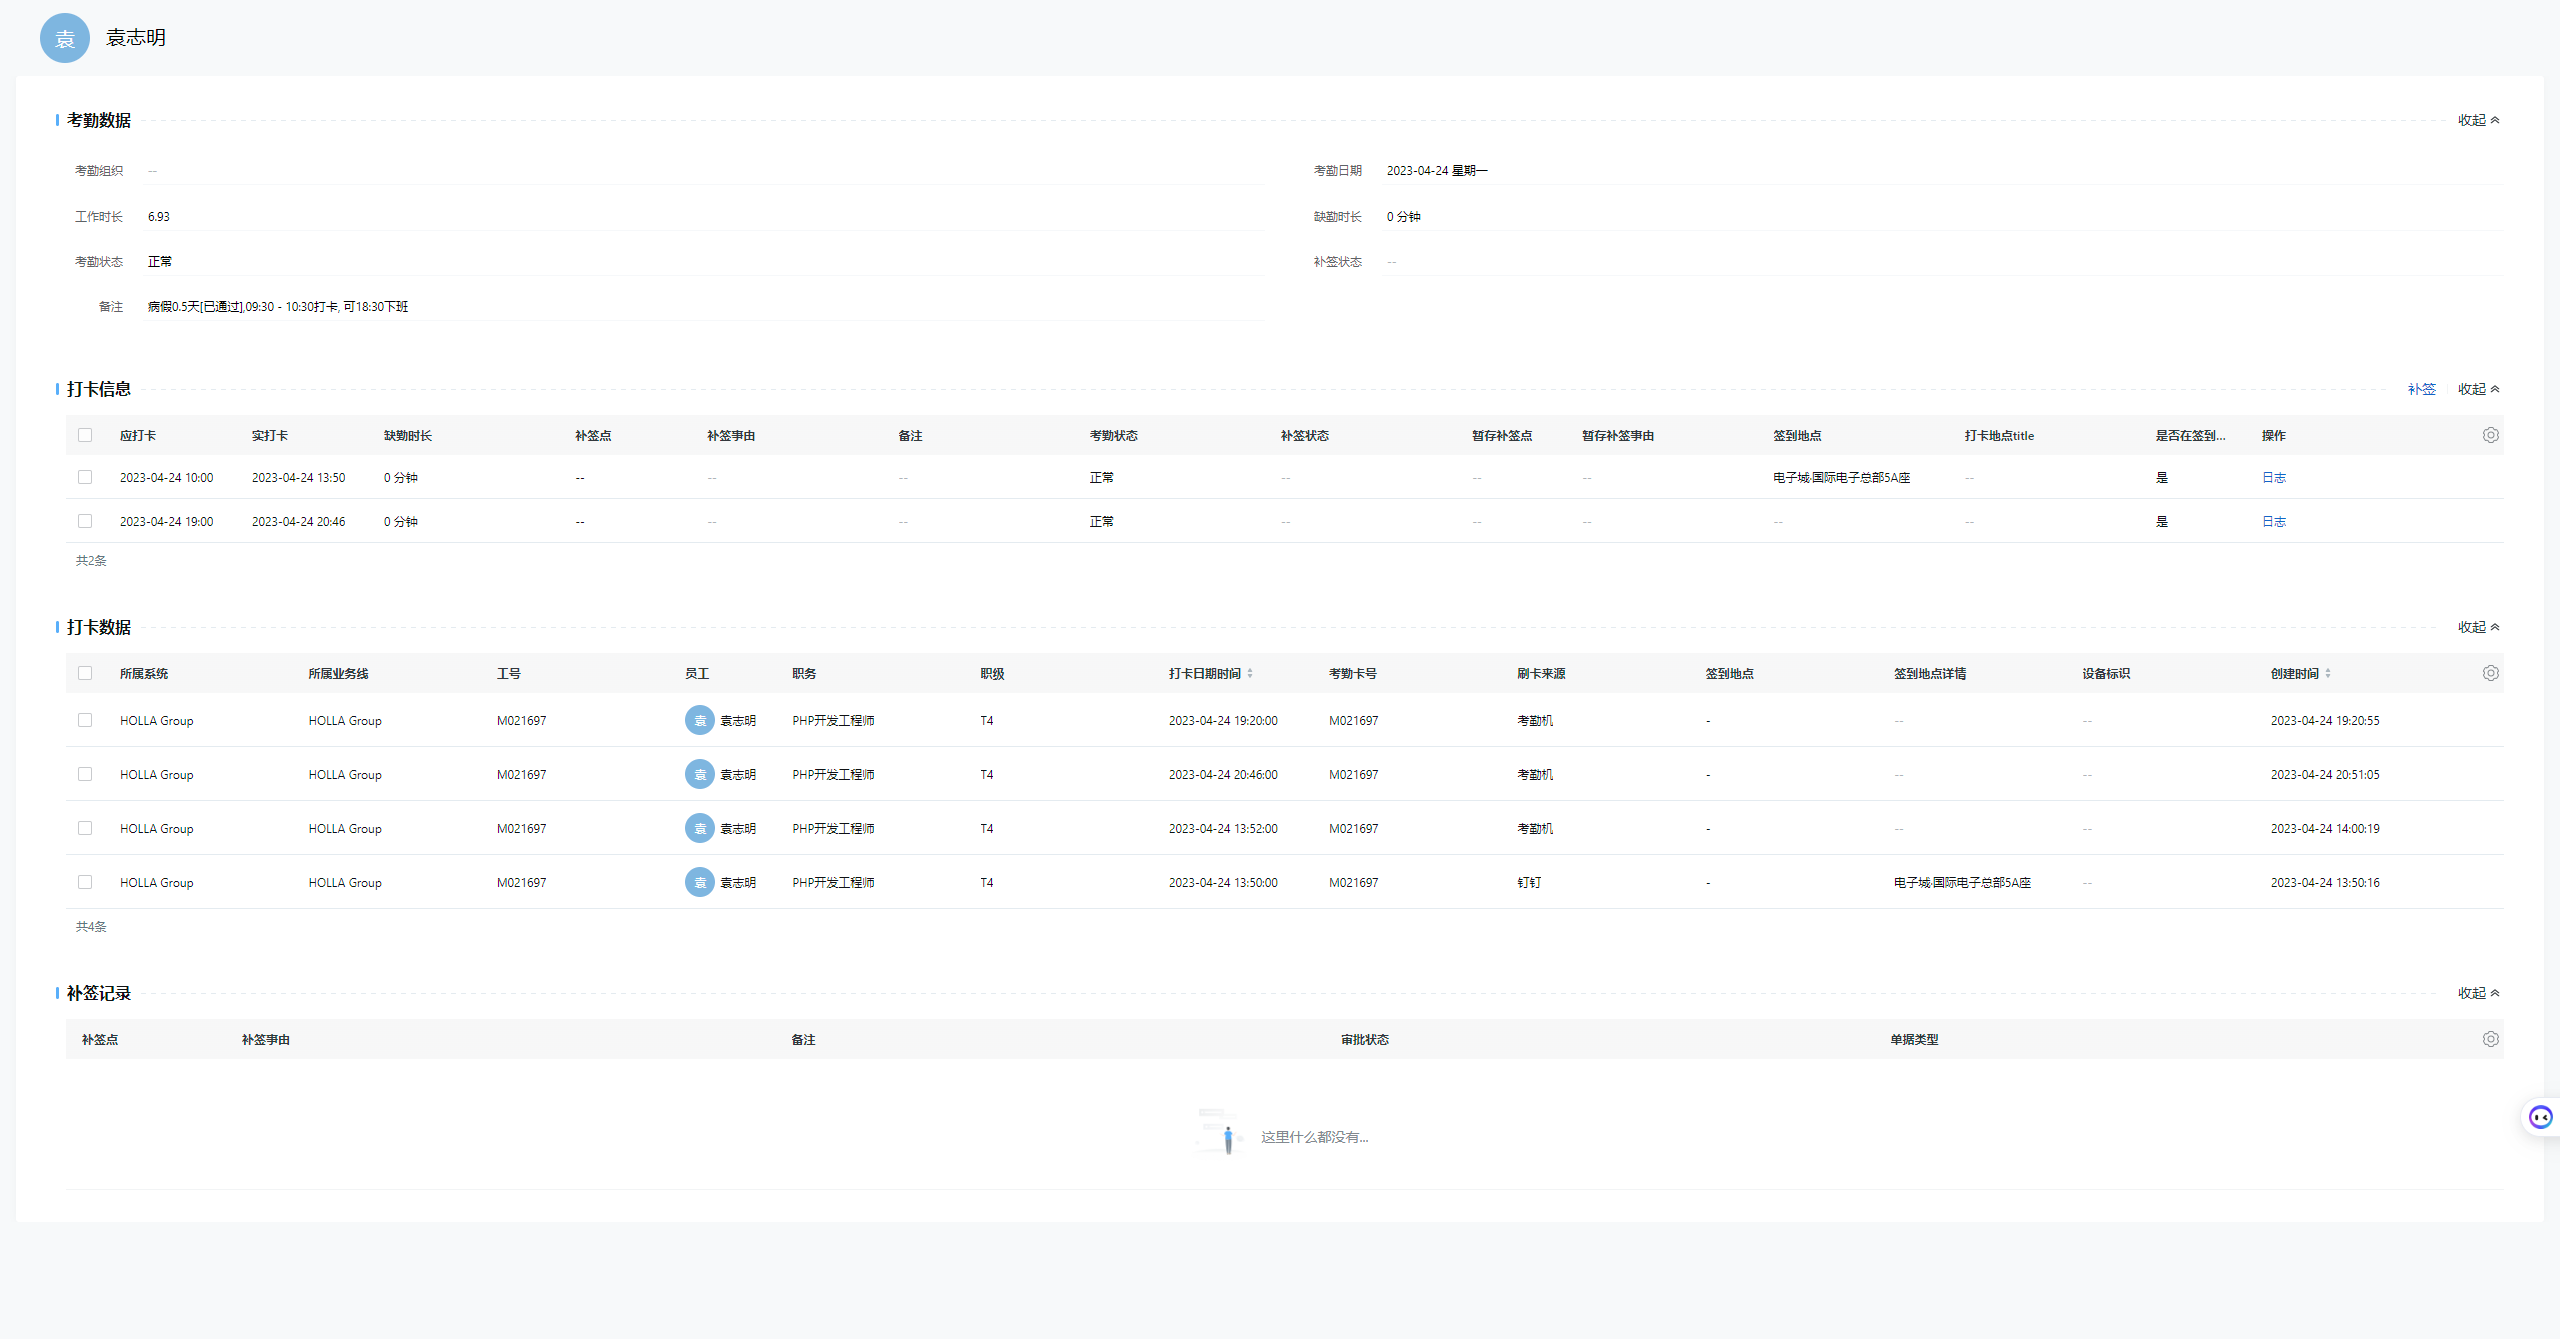 袁 袁志明
考勤数据 收起
考勤组织 -- 考勤日期 2023-04-24 星期一
工作时长 6.93 缺勤时长 0 分钟
考勤状态 正常 补签状态 --
备注 病假0.5天[已通过],09:30 - 10:30打卡, 可18:30下班
打卡信息 补签 收起
应打卡 实打卡 缺勤时长 补签点 补签事由 备注 考勤状态 补签状态 暂存补签点 暂存补签事由 签到地点 打卡地点title 是否在签到... 操作
2023-04-24 10:00 2023-04-24 13:50 0 分钟 -- -- -- 正常 -- -- -- 电子城·国际电子总部5A座 -- 是 日志
2023-04-24 19:00 2023-04-24 20:46 0 分钟 -- -- -- 正常 -- -- -- -- -- 是 日志
共2条
打卡数据 收起
所属系统 所属业务线 工号 员工 职务 职级 打卡日期时间 考勤卡号 刷卡来源 签到地点 签到地点详情 设备标识 创建时间
HOLLA Group HOLLA Group M021697 袁 袁志明 PHP开发工程师 T4 2023-04-24 19:20:00 M021697 考勤机 - -- -- 2023-04-24 19:20:55
HOLLA Group HOLLA Group M021697 袁 袁志明 PHP开发工程师 T4 2023-04-24 20:46:00 M021697 考勤机 - -- -- 2023-04-24 20:51:05
HOLLA Group HOLLA Group M021697 袁 袁志明 PHP开发工程师 T4 2023-04-24 13:52:00 M021697 考勤机 - -- -- 2023-04-24 14:00:19
HOLLA Group HOLLA Group M021697 袁 袁志明 PHP开发工程师 T4 2023-04-24 13:50:00 M021697 钉钉 - 电子城·国际电子总部5A座 -- 2023-04-24 13:50:16
共4条
补签记录 收起
补签点 补签事由 备注 审批状态 单据类型
这里什么都没有...